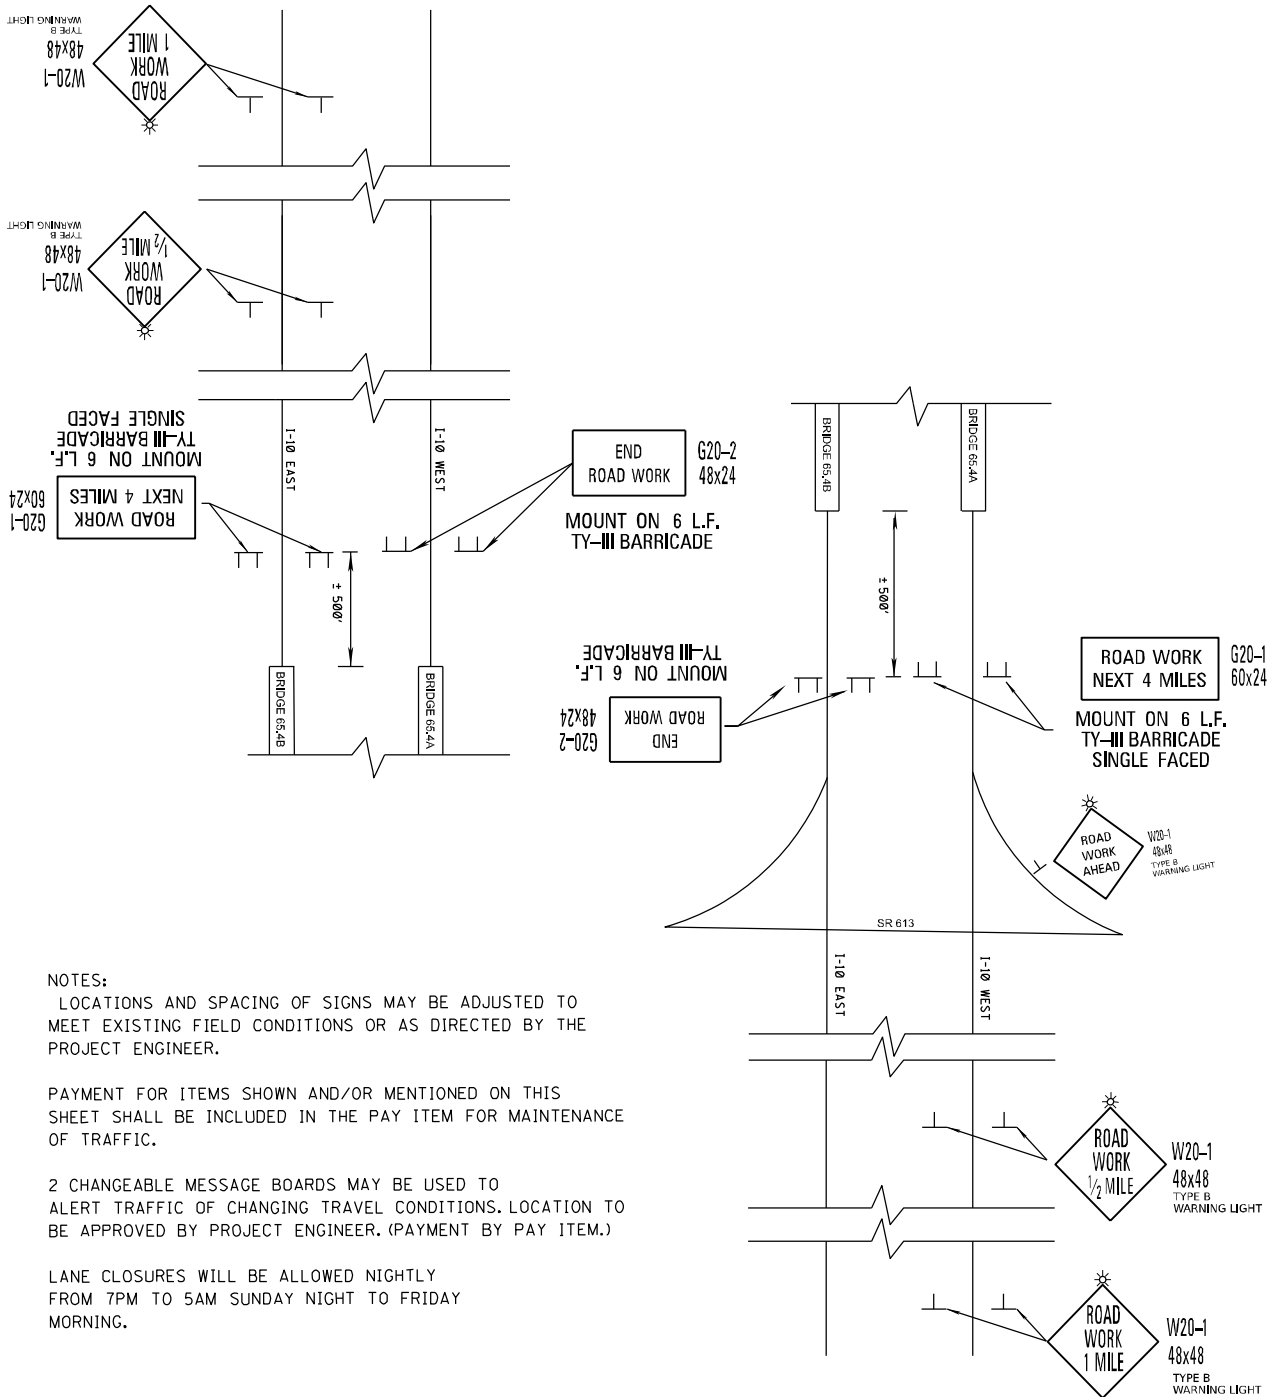 ROAD
WORK
1 MILE
W20-1
48x48
TYPE B
WARNING LIGHT
ROAD
WORK
1/2 MILE
W20-1
48x48
TYPE B
WARNING LIGHT
I-10 EAST
I-10 WEST
ROAD WORK
NEXT 4 MILES
G20-1
60x24
MOUNT ON 6 L.F.
TY-III BARRICADE
SINGLE FACED
END
ROAD WORK
G20-2
48x24
MOUNT ON 6 L.F.
TY-III BARRICADE
± 500'
BRIDGE 65.4B
BRIDGE 65.4A
BRIDGE 65.4B
BRIDGE 65.4A
± 500'
END
ROAD WORK
G20-2
48x24
MOUNT ON 6 L.F.
TY-III BARRICADE
ROAD WORK
NEXT 4 MILES
G20-1
60x24
MOUNT ON 6 L.F.
TY-III BARRICADE
SINGLE FACED
ROAD
WORK
AHEAD
W20-1
48x48
TYPE B
WARNING LIGHT
SR 613
I-10 EAST
I-10 WEST
NOTES:
LOCATIONS AND SPACING OF SIGNS MAY BE ADJUSTED TO
MEET EXISTING FIELD CONDITIONS OR AS DIRECTED BY THE
PROJECT ENGINEER.
PAYMENT FOR ITEMS SHOWN AND/OR MENTIONED ON THIS
SHEET SHALL BE INCLUDED IN THE PAY ITEM FOR MAINTENANCE
OF TRAFFIC.
2 CHANGEABLE MESSAGE BOARDS MAY BE USED TO
ALERT TRAFFIC OF CHANGING TRAVEL CONDITIONS. LOCATION TO
BE APPROVED BY PROJECT ENGINEER. (PAYMENT BY PAY ITEM.)
LANE CLOSURES WILL BE ALLOWED NIGHTLY
FROM 7PM TO 5AM SUNDAY NIGHT TO FRIDAY
MORNING.
ROAD
WORK
1/2 MILE
W20-1
48x48
TYPE B
WARNING LIGHT
ROAD
WORK
1 MILE
W20-1
48x48
TYPE B
WARNING LIGHT